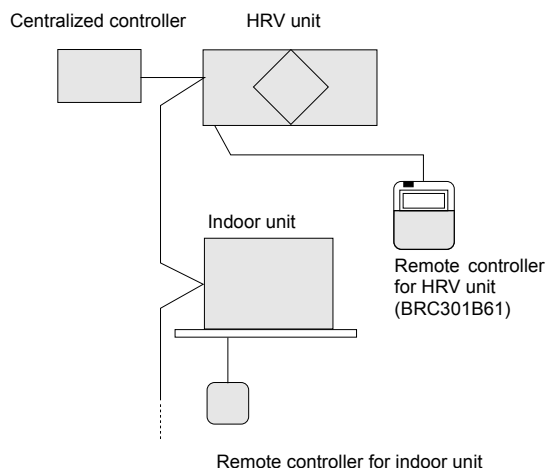 Centralized controller
HRV unit
Indoor unit
Remote controller
for HRV unit
(BRC301B61)
Remote controller for indoor unit